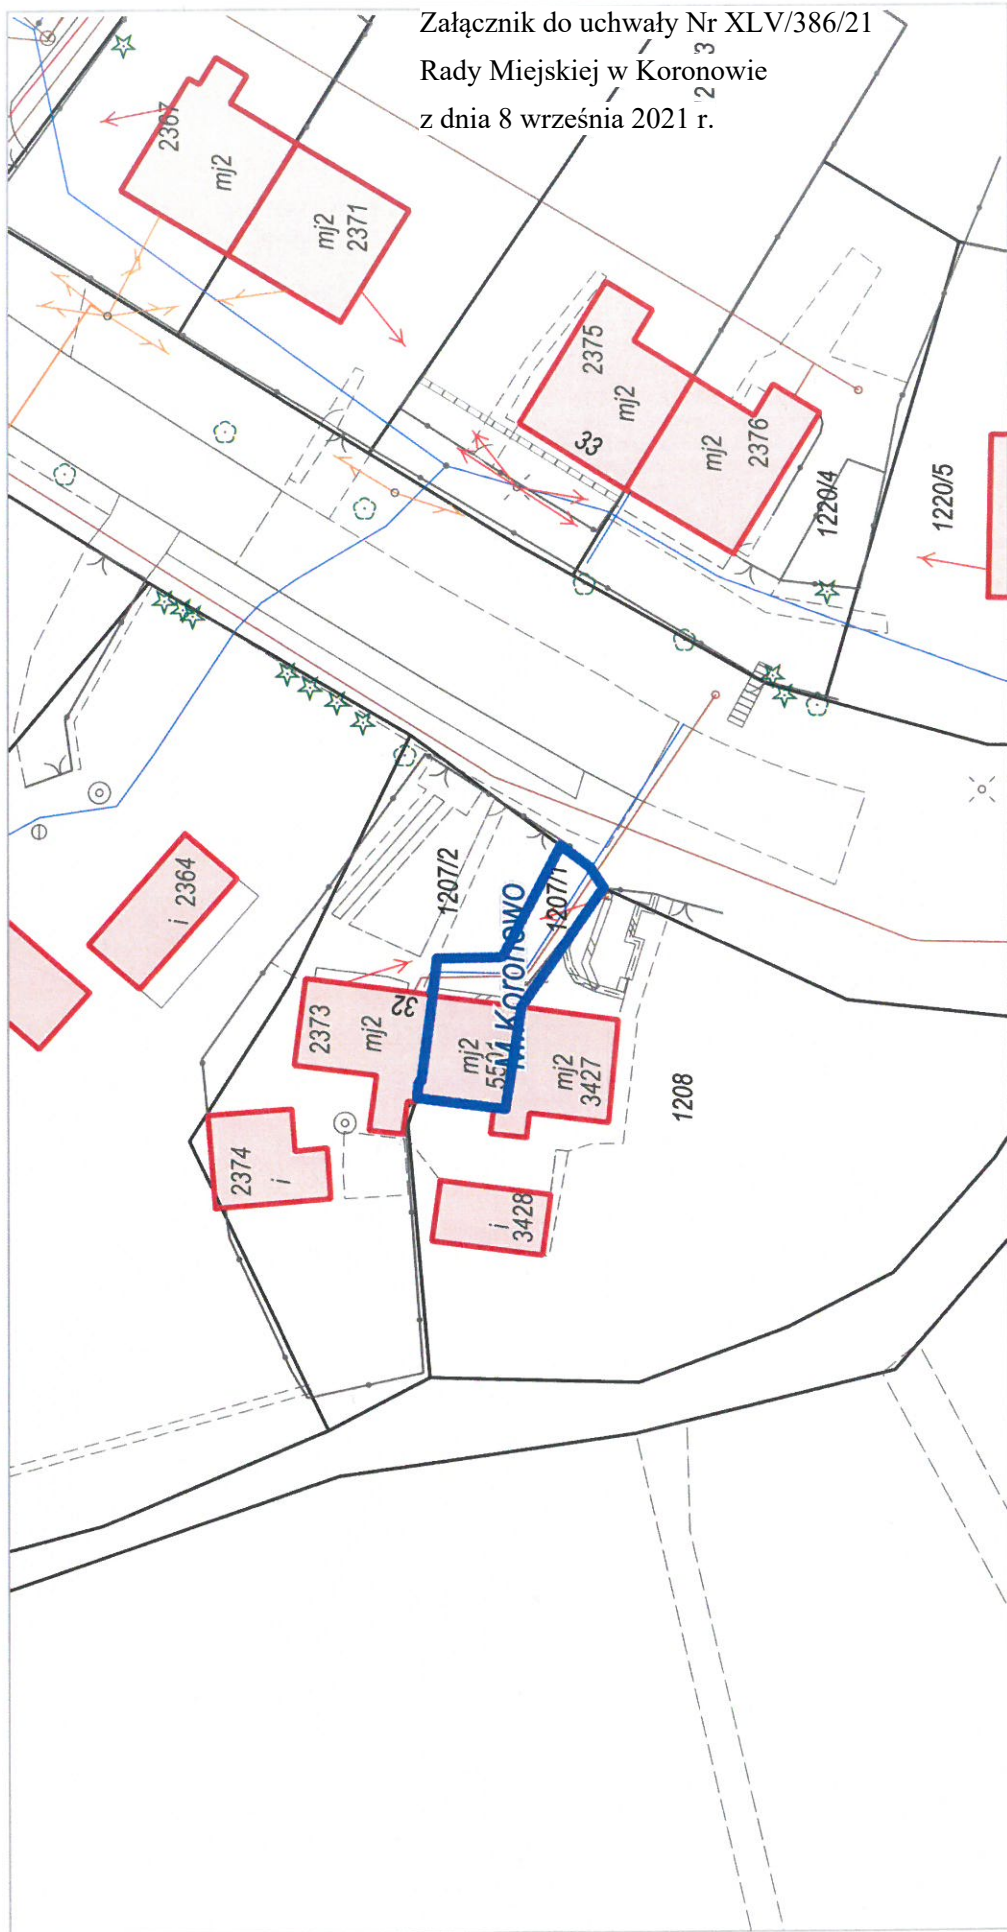 Załącznik do uchwały Nr XLV/386/21
Rady Miejskiej w Koronowie
z dnia 8 września 2021 r.
2367
mj2
mj2
2371
2375
mj2
33
mj2
2376
1220/4
1220/5
i 2364
1207/2
1207/1
M.Koronowo
2373
mj2
32
mj2
mj2
3427
1208
2374
i
i
3428